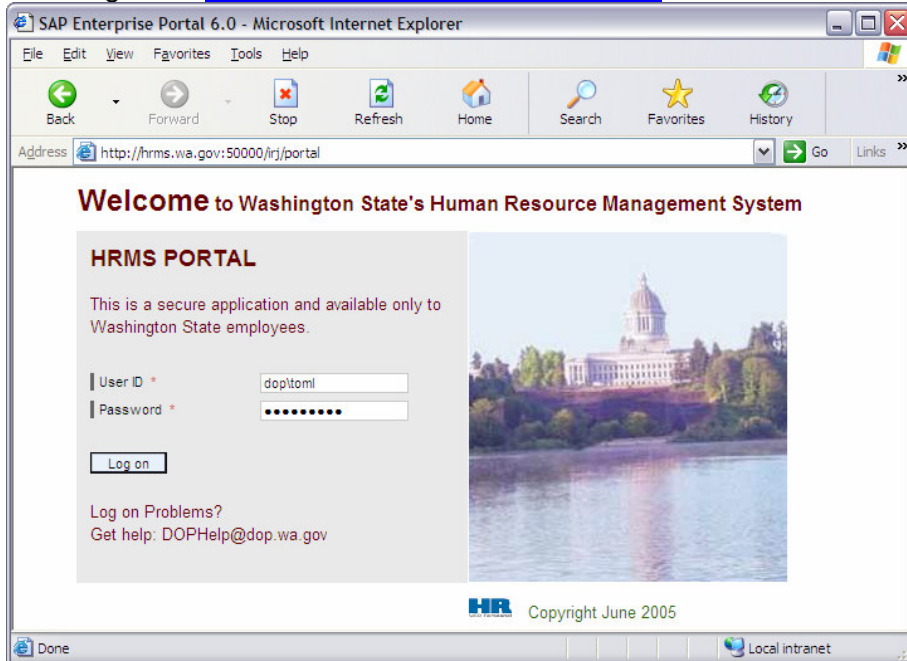 SAP Enterprise Portal 6.0 - Microsoft Internet Explorer
File Edit View Favorites Tools Help
Back Forward Stop Refresh Home Search Favorites History
Address http://hrms.wa.gov:50000/irj/portal Go Links
Welcome to Washington State's Human Resource Management System
HRMS PORTAL
This is a secure application and available only to
Washington State employees.
User ID * dop\toml
Password * •••••••••
Log on
Log on Problems?
Get help: DOPHelp@dop.wa.gov
HR Copyright June 2005
Done Local intranet